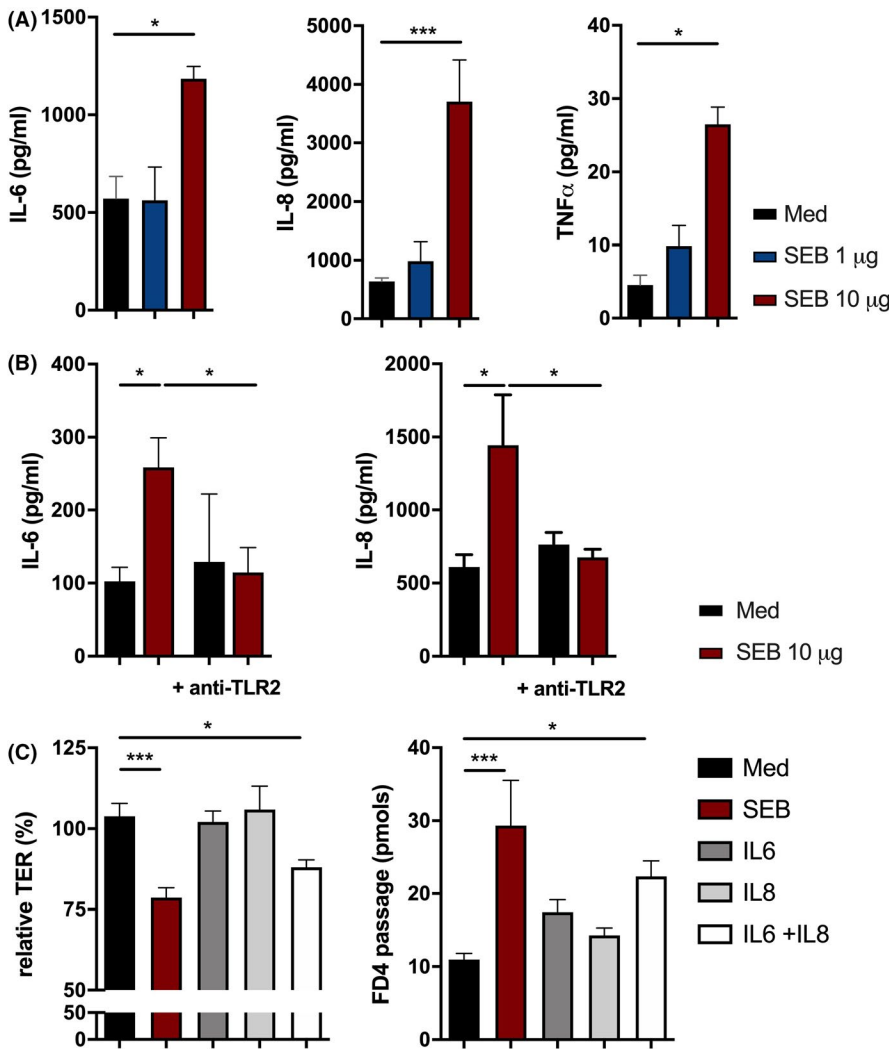 (A)
IL-6 (pg/ml)
1500
1000
500
0
*
IL-8 (pg/ml)
5000
4000
3000
2000
1000
0
***
TNFα (pg/ml)
40
30
20
10
0
*
Med
SEB 1 μg
SEB 10 μg
(B)
IL-6 (pg/ml)
400
300
200
100
0
* *
+ anti-TLR2
IL-8 (pg/ml)
2000
1500
1000
500
0
* *
+ anti-TLR2
Med
SEB 10 μg
(C)
relative TER (%)
125
100
75
50
50
0
*
***
FD4 passage (pmols)
40
30
20
10
0
*
***
Med
SEB
IL6
IL8
IL6 +IL8